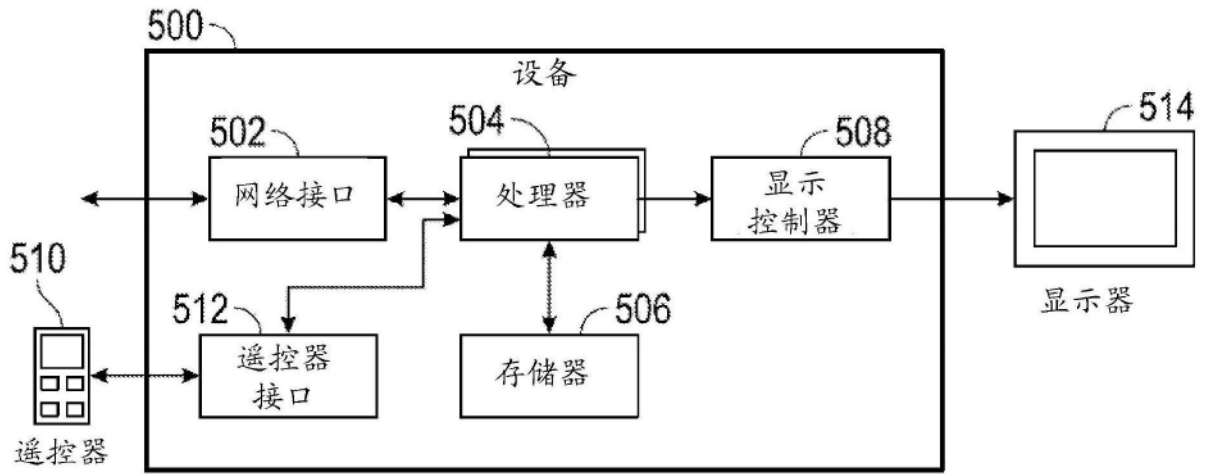 500
设备
502
网络接口
504
处理器
508
显示
控制器
514
显示器
510
遥控器
512
遥控器
接口
506
存储器